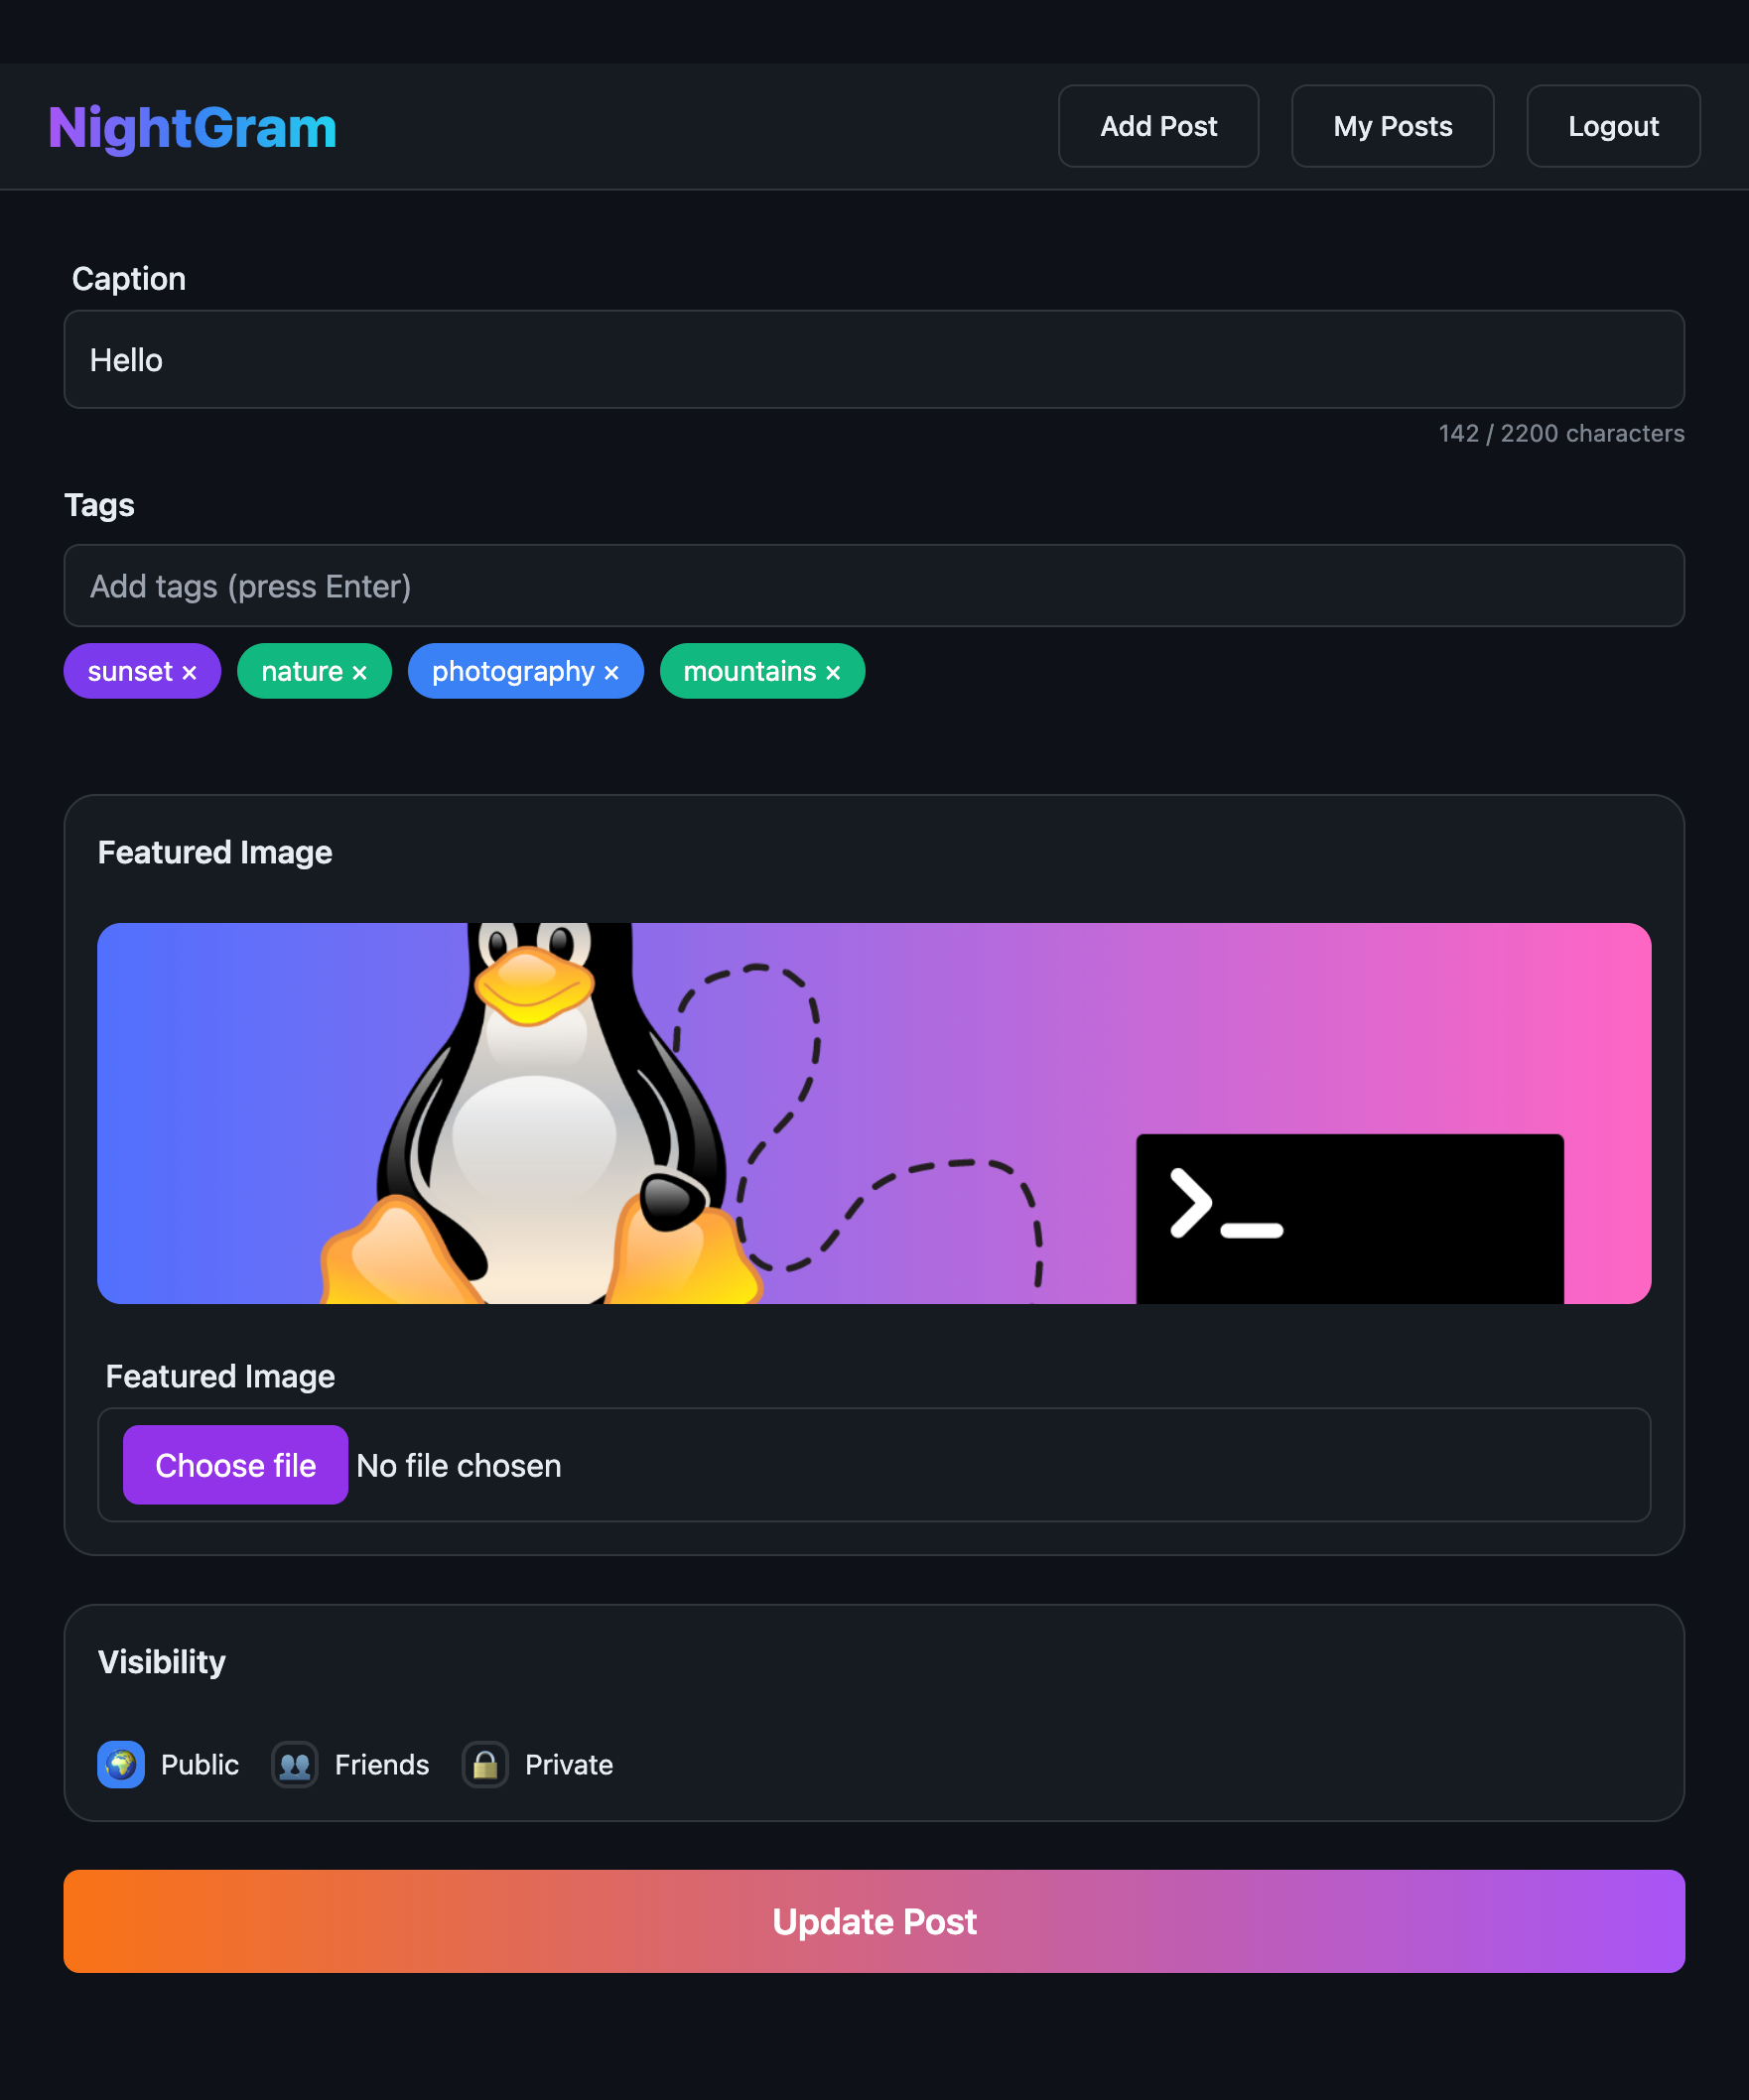 NightGram
Add Post
My Posts
Logout
Caption
Hello
142 / 2200 characters
Tags
Add tags (press Enter)
sunset × nature × photography × mountains ×
Featured Image
>_
Featured Image
Choose file No file chosen
Visibility
Public Friends Private
Update Post